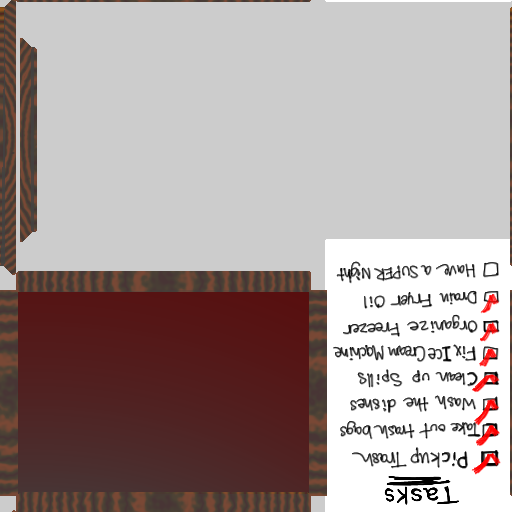 Tasks
Pickup Trash
Take out trash bags
Wash the dishes
Clean up Spills
Fix Ice Cream Machine
Organize Freezer
Drain Fryer Oil
Have a SUPER Night